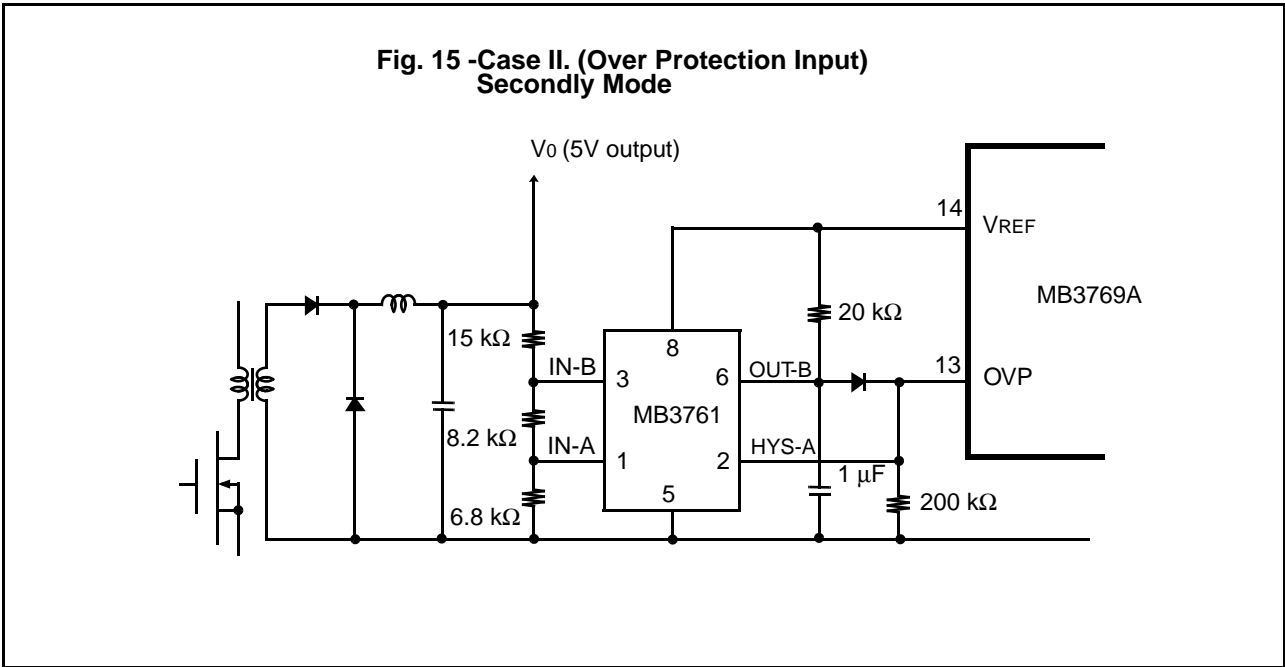 Fig. 15 -Case II. (Over Protection Input)
Secondly Mode
V0 (5V output)
14
VREF
MB3769A
20 kΩ
15 kΩ
8
IN-B
3
6
OUT-B
13
OVP
MB3761
8.2 kΩ
IN-A
1
2
HYS-A
1 μF
5
200 kΩ
6.8 kΩ